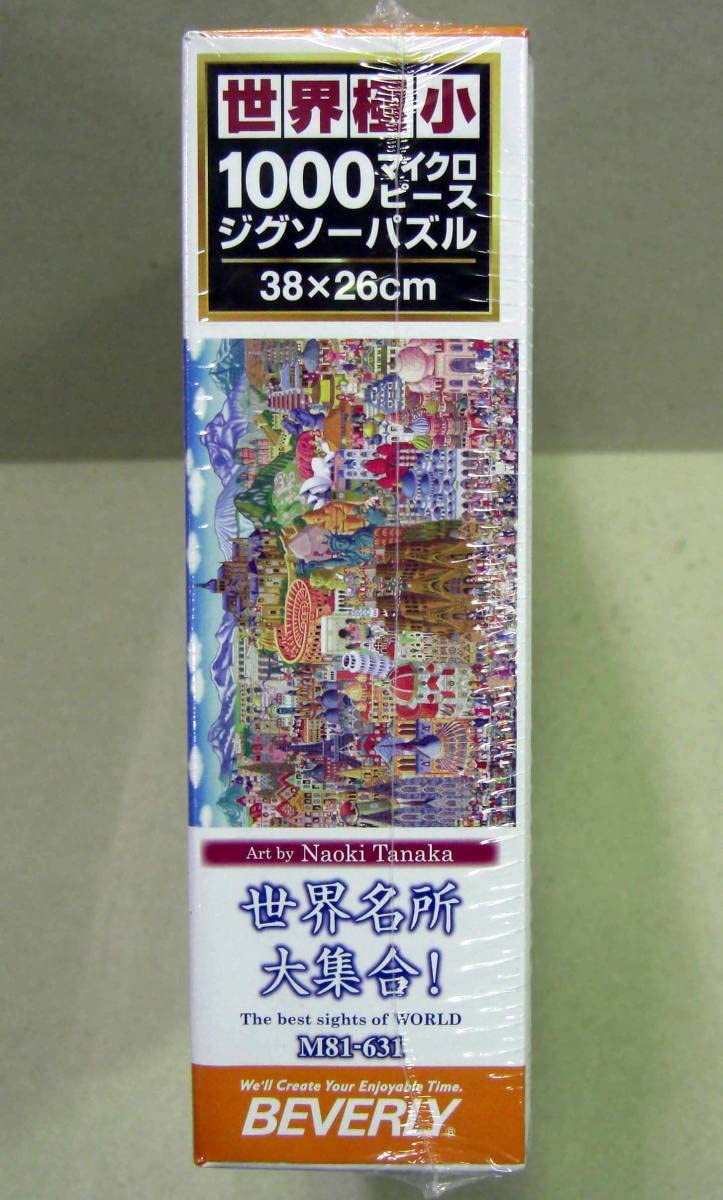 世界極小
1000マイクロピース
ジグソーパズル
38×26cm
Art by Naoki Tanaka
世界名所
大集合!
The best sights of WORLD
M81-631
We'll Create Your Enjoyable Time.
BEVERLY®